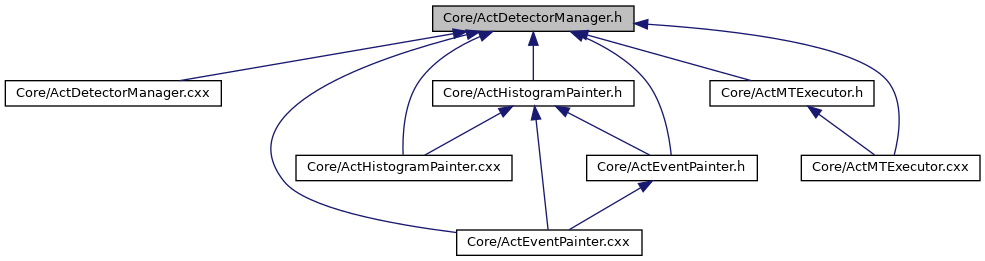 Core/ActDetectorManager.h
Core/ActDetectorManager.cxx
Core/ActHistogramPainter.h
Core/ActMTExecutor.h
Core/ActHistogramPainter.cxx
Core/ActEventPainter.h
Core/ActMTExecutor.cxx
Core/ActEventPainter.cxx